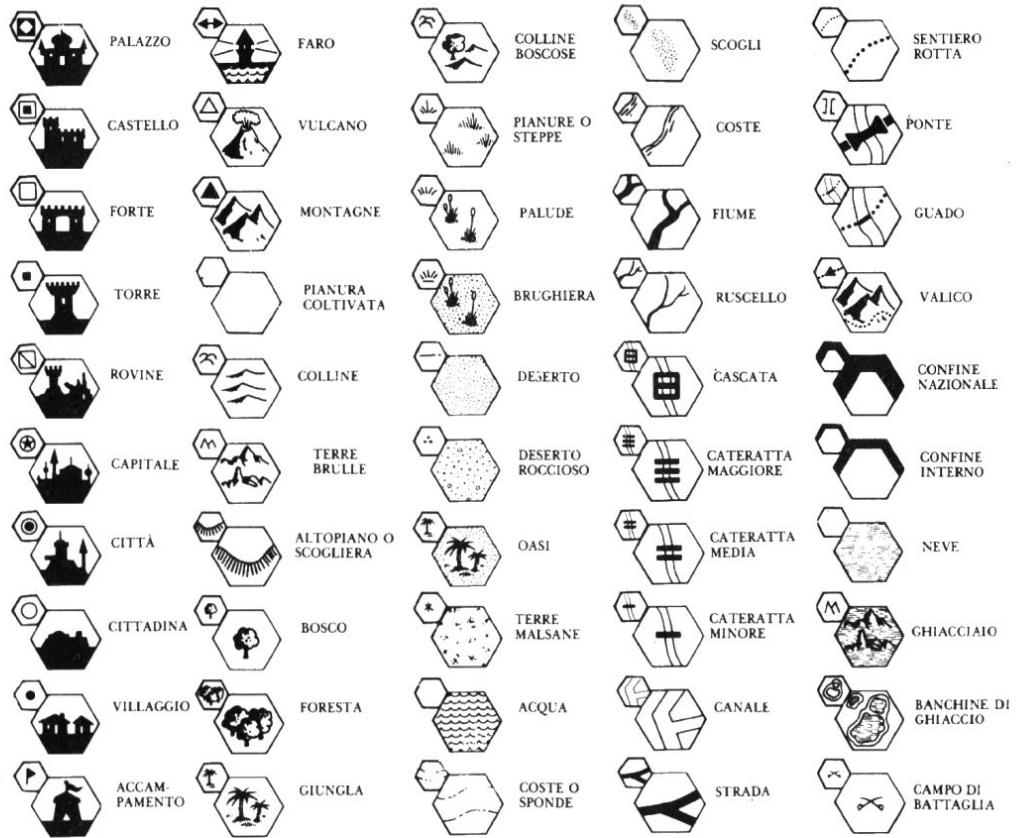 PALAZZO
CASTELLO
FORTE
TORRE
ROVINE
CAPITALE
CITTÀ
CITTADINA
VILLAGGIO
ACCAM-
PAMENTO
FARO
VULCANO
MONTAGNE
PIANURA
COLTIVATA
COLLINE
TERRE
BRULLE
ALTOPIANO O
SCOGLIERA
BOSCO
FORESTA
GIUNGLA
COLLINE
BOSCOSE
PIANURE O
STEPPE
PALUDE
BRUGHIERA
DESERTO
DESERTO
ROCCIOSO
OASI
TERRE
MALSANE
ACQUA
COSTE O
SPONDE
SCOGLI
COSTE
FIUME
RUSCELLO
CASCATA
CATERATTA
MAGGIORE
CATERATTA
MEDIA
CATERATTA
MINORE
CANALE
STRADA
SENTIERO
ROTTA
PONTE
GUADO
VALICO
CONFINE
NAZIONALE
CONFINE
INTERNO
NEVE
GHIACCIAIO
BANCHINE DI
GHIACCIO
CAMPO DI
BATTAGLIA